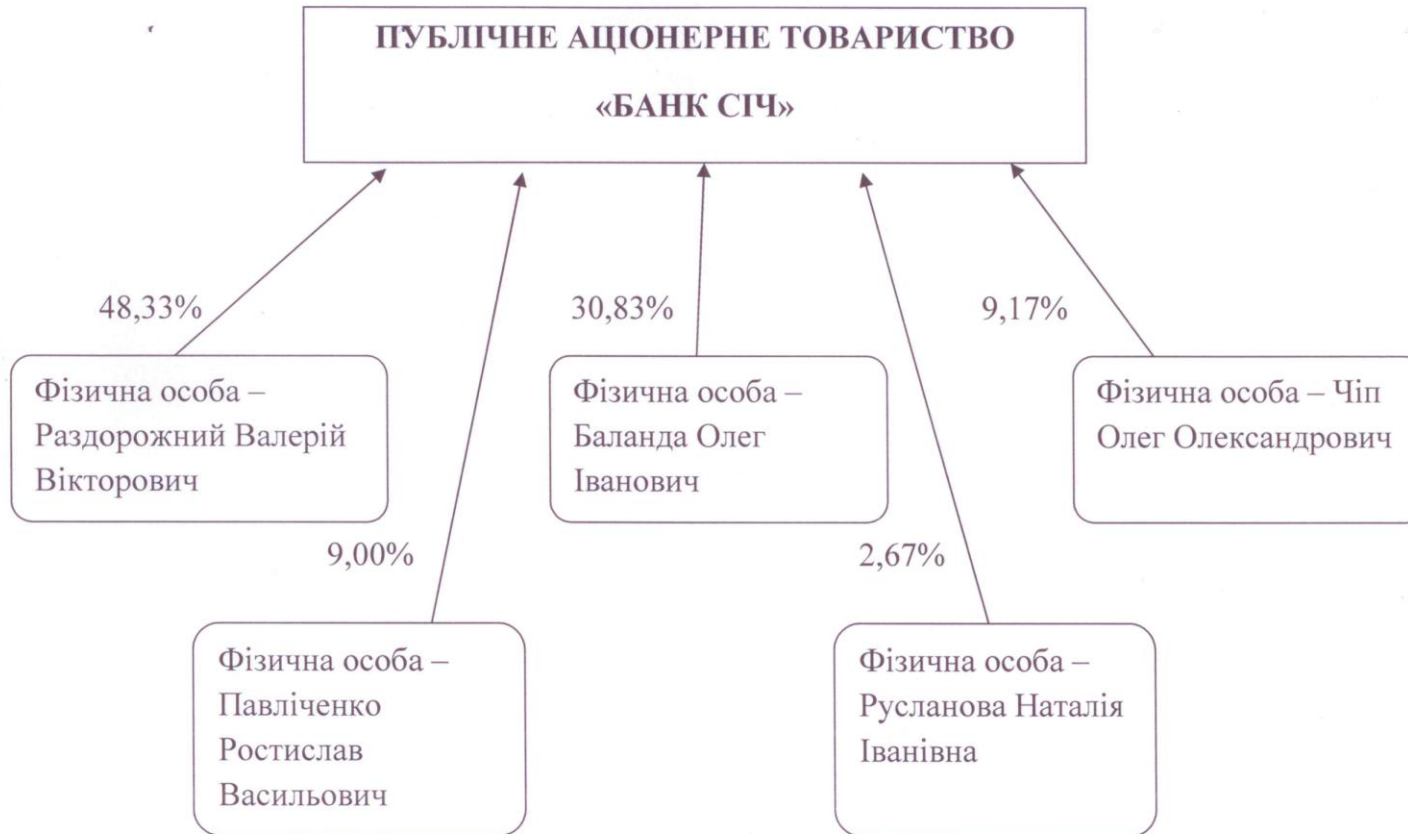 ПУБЛІЧНЕ АЦІОНЕРНЕ ТОВАРИСТВО
«БАНК СІЧ»
48,33%
30,83%
9,17%
Фізична особа –
Раздорожний Валерій
Вікторович
Фізична особа –
Баланда Олег
Іванович
Фізична особа – Чіп
Олег Олександрович
9,00%
2,67%
Фізична особа –
Павліченко
Ростислав
Васильович
Фізична особа –
Русланова Наталія
Іванівна